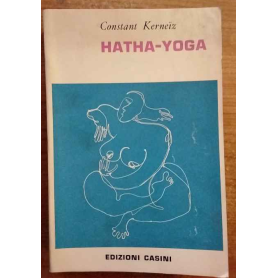 Constant Kerneiz
HATHA-YOGA
EDIZIONI CASINI